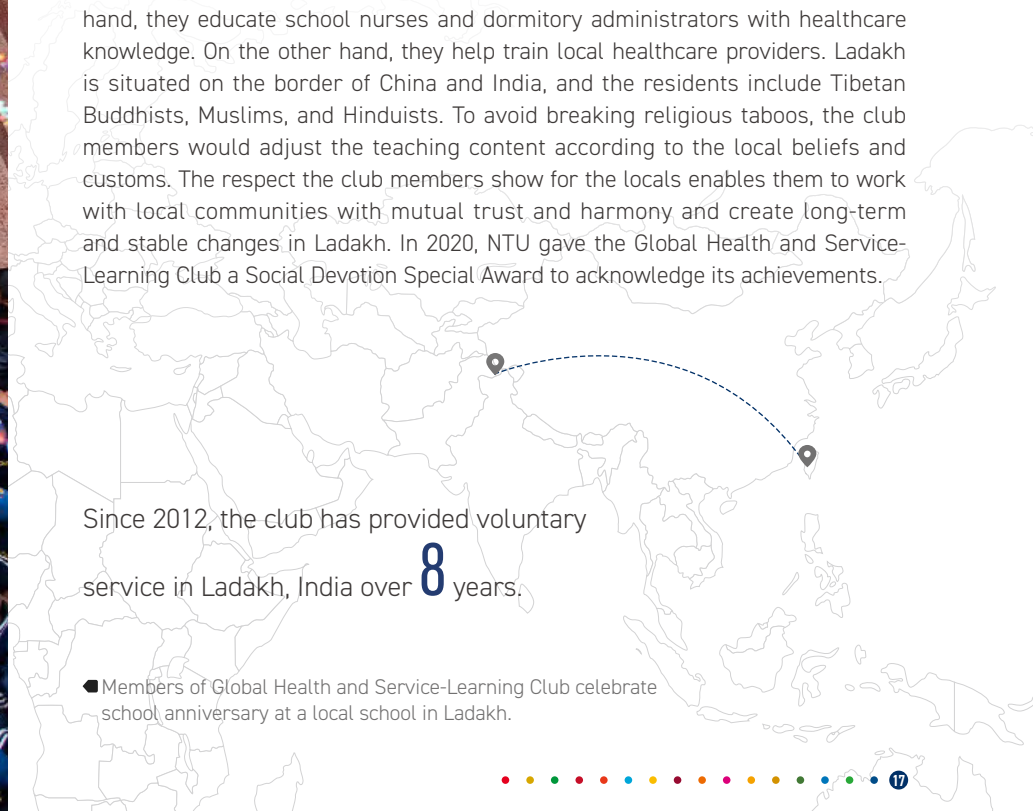 hand, they educate school nurses and dormitory administrators with healthcare
knowledge. On the other hand, they help train local healthcare providers. Ladakh
is situated on the border of China and India, and the residents include Tibetan
Buddhists, Muslims, and Hinduists. To avoid breaking religious taboos, the club
members would adjust the teaching content according to the local beliefs and
customs. The respect the club members show for the locals enables them to work
with local communities with mutual trust and harmony and create long-term
and stable changes in Ladakh. In 2020, NTU gave the Global Health and Service-
Learning Club a Social Devotion Special Award to acknowledge its achievements.
Since 2012, the club has provided voluntary
service in Ladakh, India over 8 years.
Members of Global Health and Service-Learning Club celebrate
school anniversary at a local school in Ladakh.
17